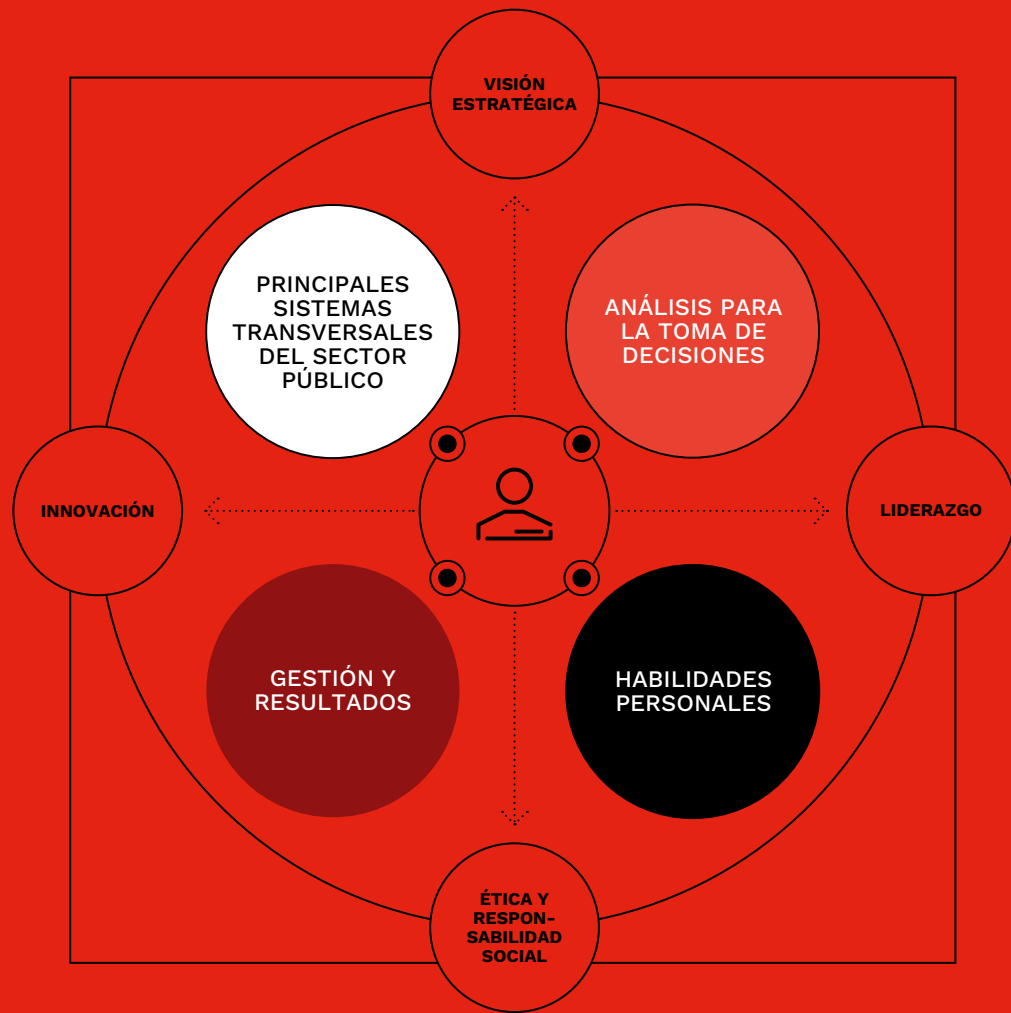 VISIÓN
ESTRATÉGICA
PRINCIPALES
SISTEMAS
TRANSVERSALES
DEL SECTOR
PÚBLICO
ANÁLISIS PARA
LA TOMA DE
DECISIONES
INNOVACIÓN
LIDERAZGO
GESTIÓN Y
RESULTADOS
HABILIDADES
PERSONALES
ÉTICA Y
RESPON-
SABILIDAD
SOCIAL